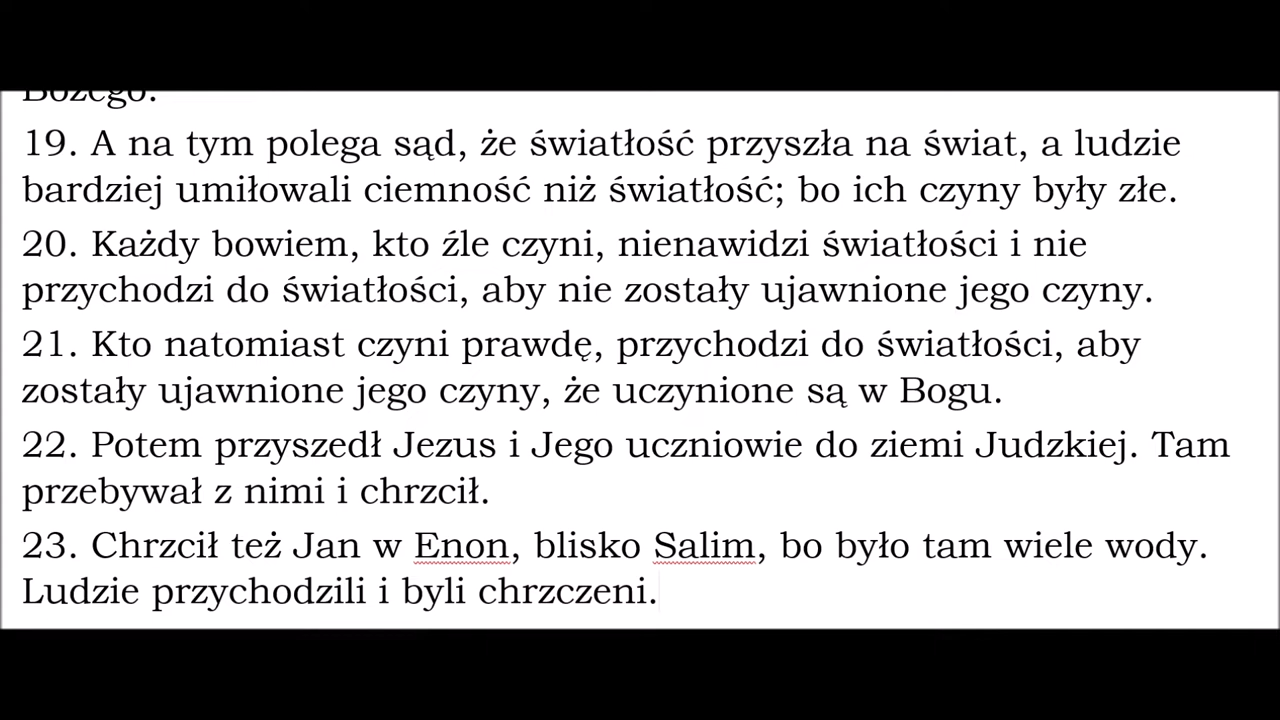 Bożego.
19. A na tym polega sąd, że światłość przyszła na świat, a ludzie
bardziej umiłowali ciemność niż światłość; bo ich czyny były złe.
20. Każdy bowiem, kto źle czyni, nienawidzi światłości i nie
przychodzi do światłości, aby nie zostały ujawnione jego czyny.
21. Kto natomiast czyni prawdę, przychodzi do światłości, aby
zostały ujawnione jego czyny, że uczynione są w Bogu.
22. Potem przyszedł Jezus i Jego uczniowie do ziemi Judzkiej. Tam
przebywał z nimi i chrzcił.
23. Chrzcił też Jan w Enon, blisko Salim, bo było tam wiele wody.
Ludzie przychodzili i byli chrzczeni.